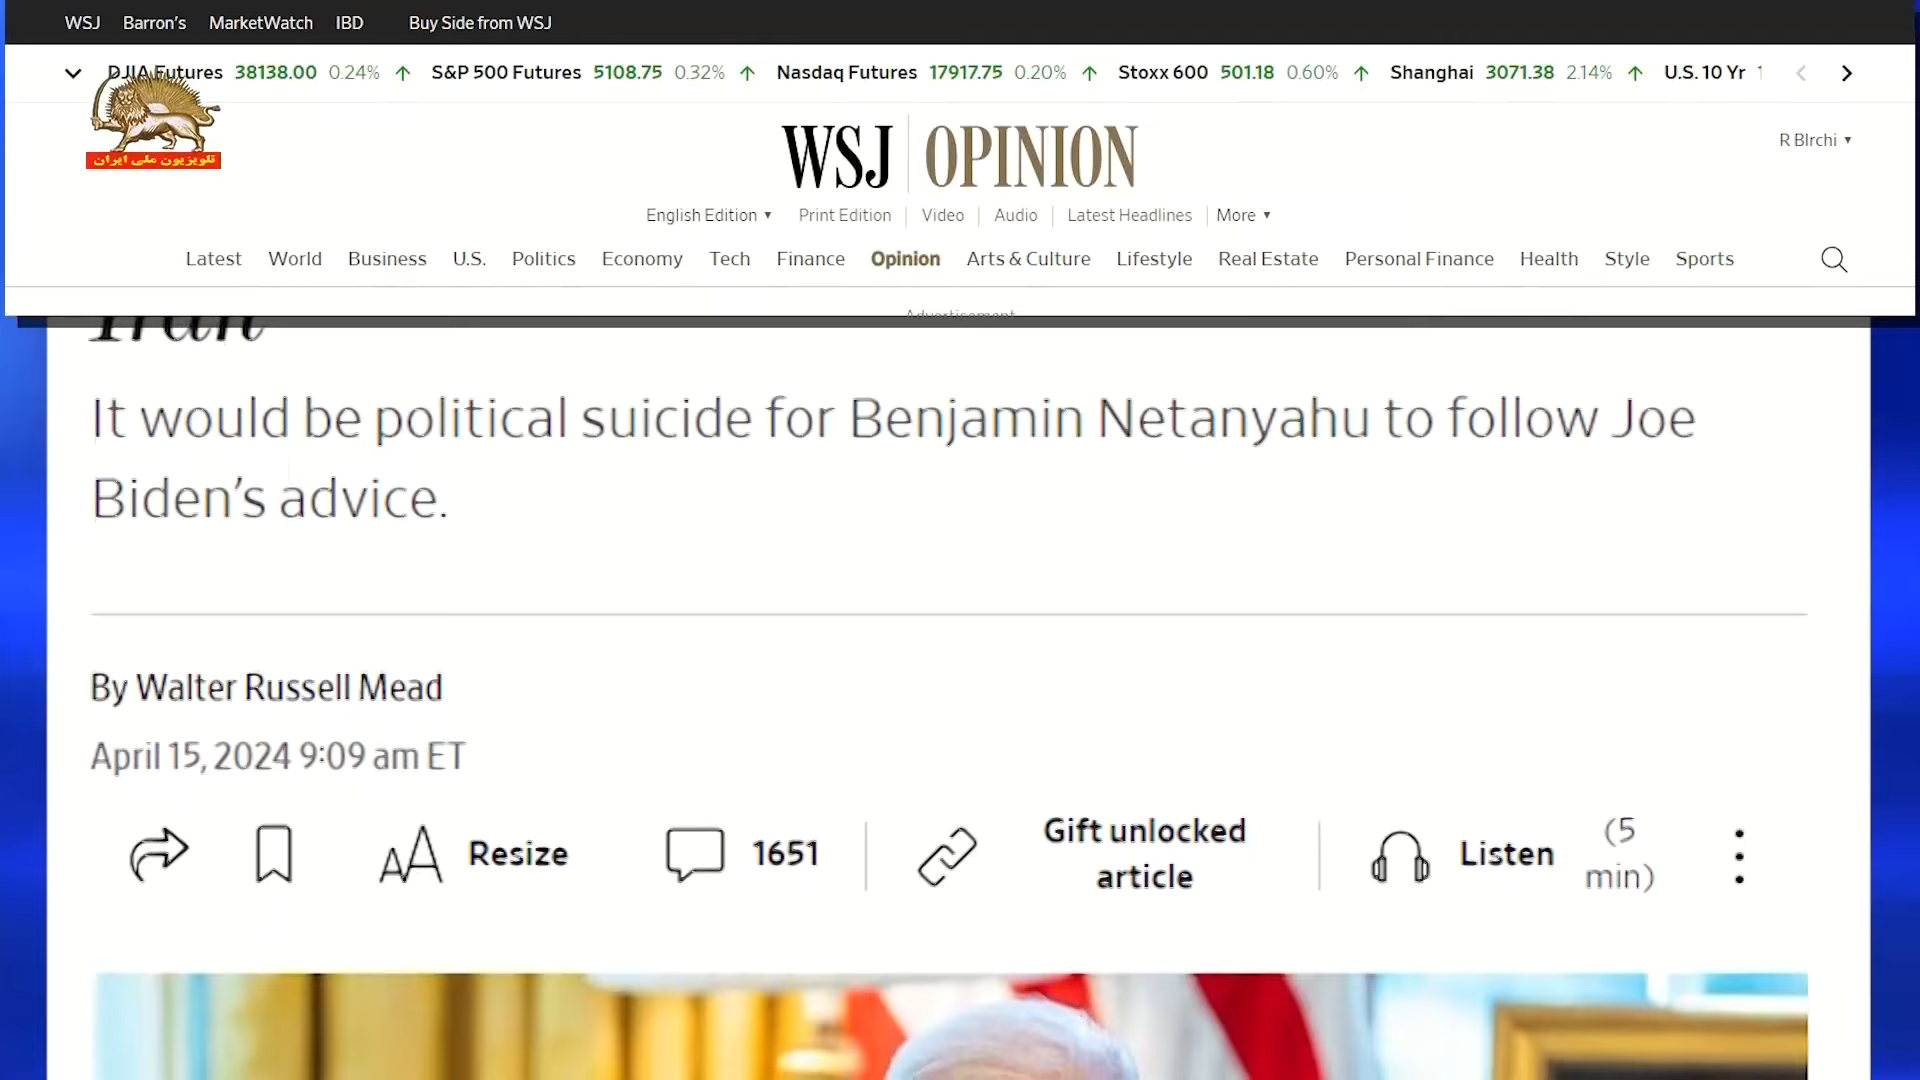 WSJ Barron's MarketWatch IBD Buy Side from WSJ
DJIA Futures 38138.00 0.24% S&P 500 Futures 5108.75 0.32% Nasdaq Futures 17917.75 0.20% Stoxx 600 501.18 0.60% Shanghai 3071.38 2.14% U.S. 10 Yr
تلویزیون ملی ایران
WSJ OPINION
R Blrchi
English Edition Print Edition Video Audio Latest Headlines More
Latest World Business U.S. Politics Economy Tech Finance Opinion Arts & Culture Lifestyle Real Estate Personal Finance Health Style Sports
Advertisement
Iran
It would be political suicide for Benjamin Netanyahu to follow Joe
Biden’s advice.
By Walter Russell Mead
April 15, 2024 9:09 am ET
Resize 1651 Gift unlocked article Listen (5 min)